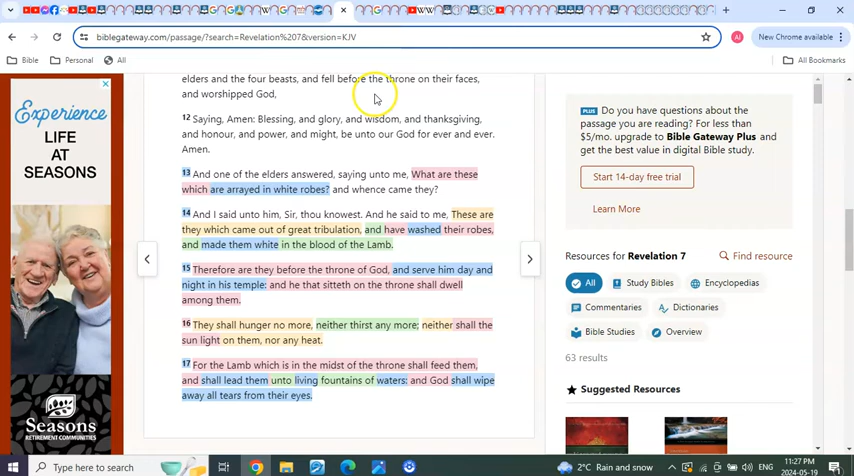 biblegateway.com/passage/?search=Revelation%207&version=KJV
New Chrome available
Bible
Personal
All
All Bookmarks
Experience
LIFE
AT
SEASONS
Seasons
RETIREMENT COMMUNITIES
elders and the four beasts, and fell before the throne on their faces,
and worshipped God,
12 Saying, Amen: Blessing, and glory, and wisdom, and thanksgiving,
and honour, and power, and might, be unto our God for ever and ever.
Amen.
13 And one of the elders answered, saying unto me, What are these
which are arrayed in white robes? and whence came they?
14 And I said unto him, Sir, thou knowest. And he said to me, These are
they which came out of great tribulation, and have washed their robes,
and made them white in the blood of the Lamb.
15 Therefore are they before the throne of God, and serve him day and
night in his temple: and he that sitteth on the throne shall dwell
among them.
16 They shall hunger no more, neither thirst any more; neither shall the
sun light on them, nor any heat.
17 For the Lamb which is in the midst of the throne shall feed them,
and shall lead them unto living fountains of waters: and God shall wipe
away all tears from their eyes.
PLUS Do you have questions about the
passage you are reading? For less than
$5/mo. upgrade to Bible Gateway Plus and
get the best value in digital Bible study.
Start 14-day free trial
Learn More
Resources for Revelation 7
Find resource
All
Study Bibles
Encyclopedias
Commentaries
Dictionaries
Bible Studies
Overview
63 results
Suggested Resources
Type here to search
2°C Rain and snow
ENG
11:27 PM
2024-05-19